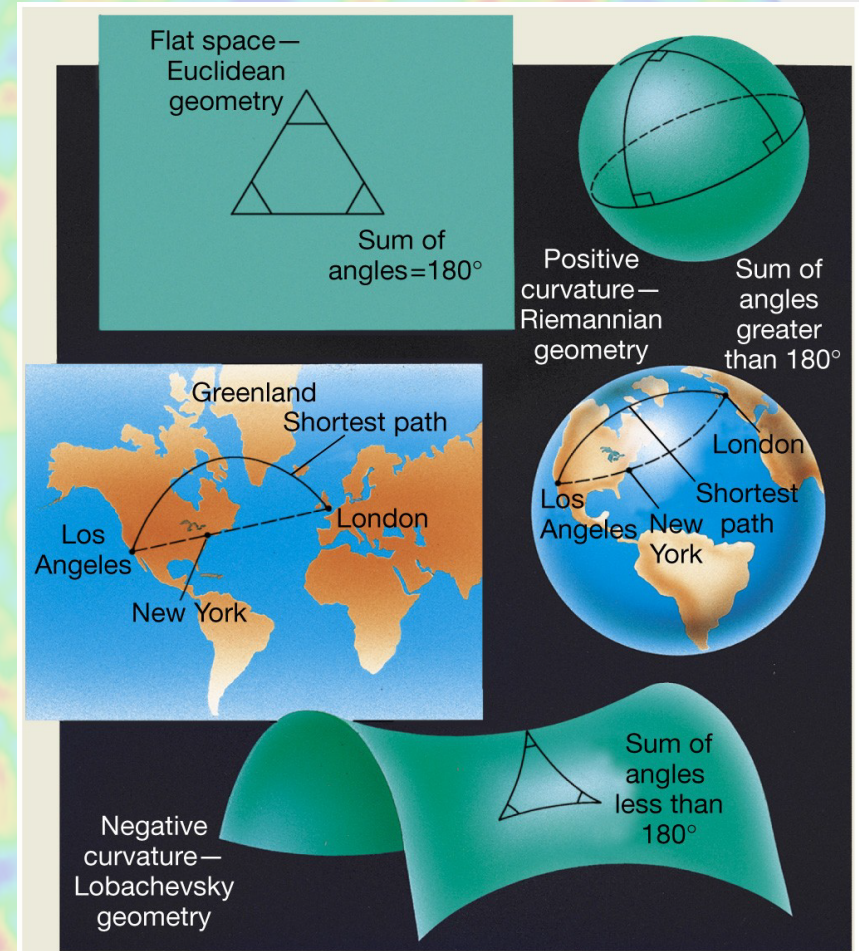 Flat space—
Euclidean
geometry
Sum of
angles=180°
Positive
curvature—
Riemannian
geometry
Sum of
angles
greater
than 180°
Greenland
Shortest path
Los
Angeles
London
New York
London
Los
Angeles
Shortest
path
New
York
Sum of
angles
less than
180°
Negative
curvature—
Lobachevsky
geometry